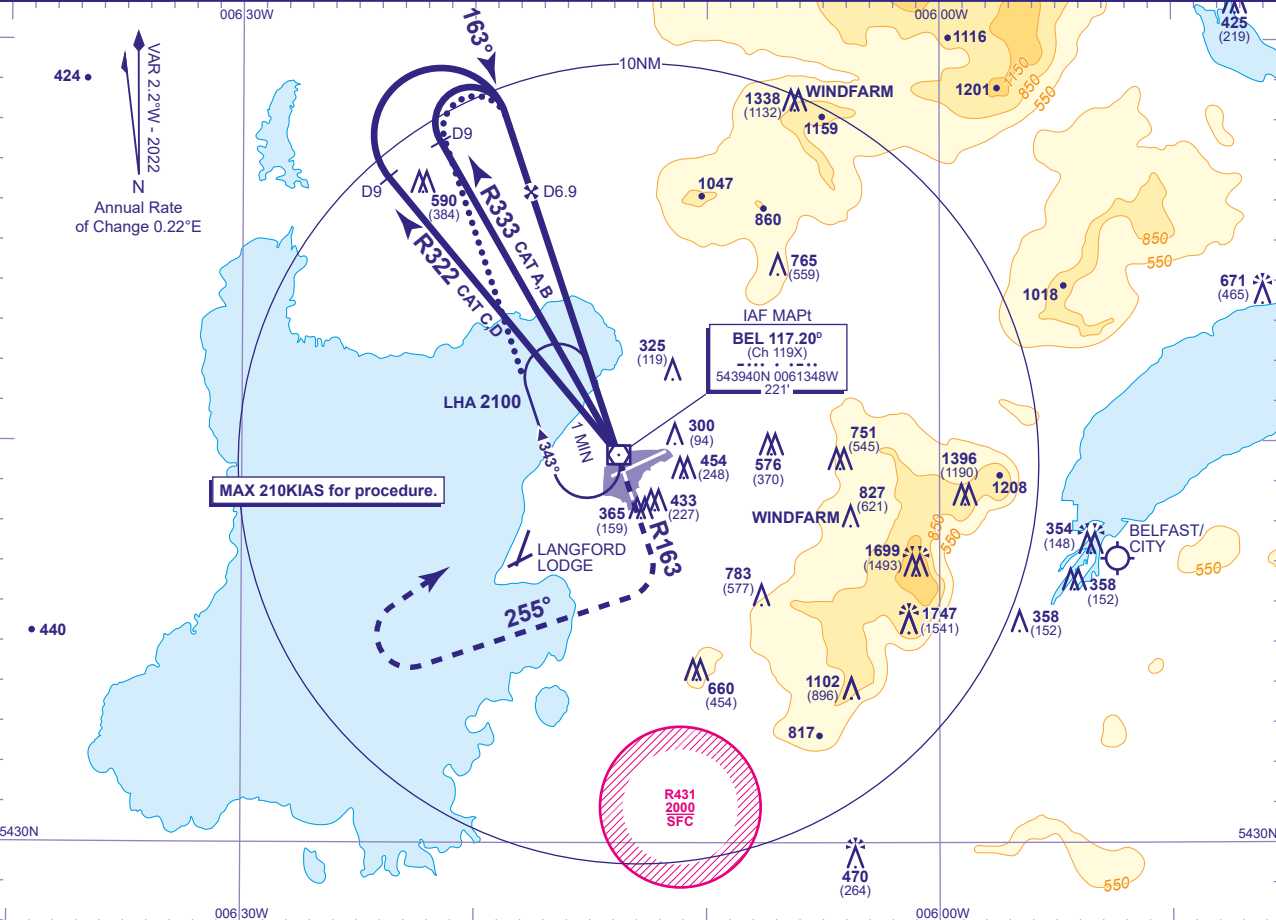 006 30W
163°
006 00W
425
(219)
VAR 2.2°W - 2022
424
N
Annual Rate
of Change 0.22°E
10NM
1116
1201
1150
850
550
1338
(1132)
WINDFARM
1159
D9
D9
D6.9
590
(384)
1047
860
R333 CAT A,B
R322 CAT C,D
765
(559)
850
550
1018
671
(465)
IAF MAPt
BEL 117.20ᴰ
(Ch 119X)
–··· · ·–··
543940N 0061348W
221'
325
(119)
LHA 2100
1 MIN
343°
300
(94)
454
(248)
576
(370)
751
(545)
1396
(1190)
1208
MAX 210KIAS for procedure.
365
(159)
433
(227)
827
(621)
WINDFARM
850
550
354
(148)
BELFAST/
CITY
R163
LANGFORD
LODGE
1699
(1493)
550
358
(152)
783
(577)
255°
440
1747
(1541)
358
(152)
660
(454)
1102
(896)
817
R431
2000
SFC
5430N
5430N
470
(264)
550
006 30W
006 00W